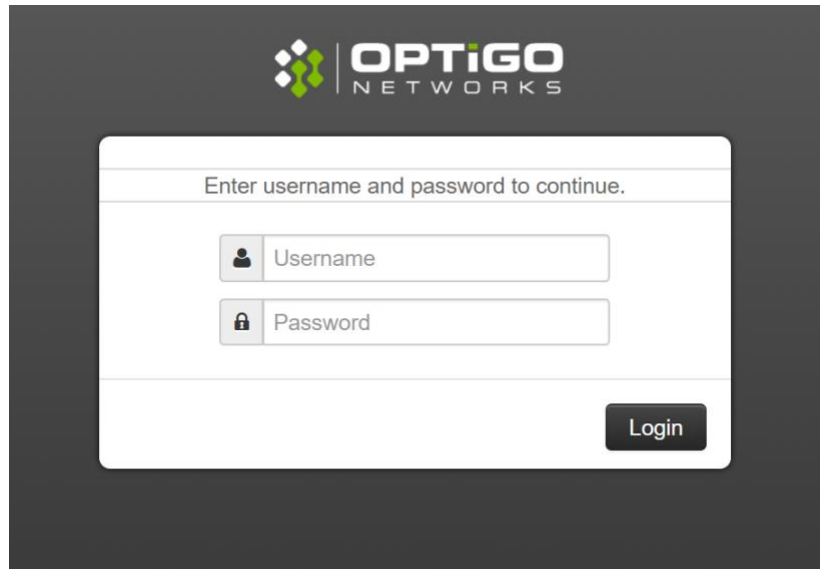 OPTiGO
NETWORKS
Enter username and password to continue.
Username
Password
Login